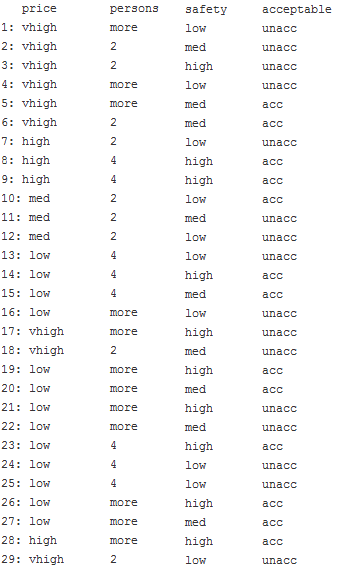 price persons safety acceptable
1: vhigh more low unacc
2: vhigh 2 med unacc
3: vhigh 2 high unacc
4: vhigh more low unacc
5: vhigh more med acc
6: vhigh 2 med acc
7: high 2 low unacc
8: high 4 high acc
9: high 4 high acc
10: med 2 low acc
11: med 2 med unacc
12: med 2 low unacc
13: low 4 low unacc
14: low 4 high acc
15: low 4 med acc
16: low more low unacc
17: vhigh more high unacc
18: vhigh 2 med unacc
19: low more high acc
20: low more med acc
21: low more high unacc
22: low more med unacc
23: low 4 high acc
24: low 4 low unacc
25: low 4 low unacc
26: low more high acc
27: low more med acc
28: high more high acc
29: vhigh 2 low unacc